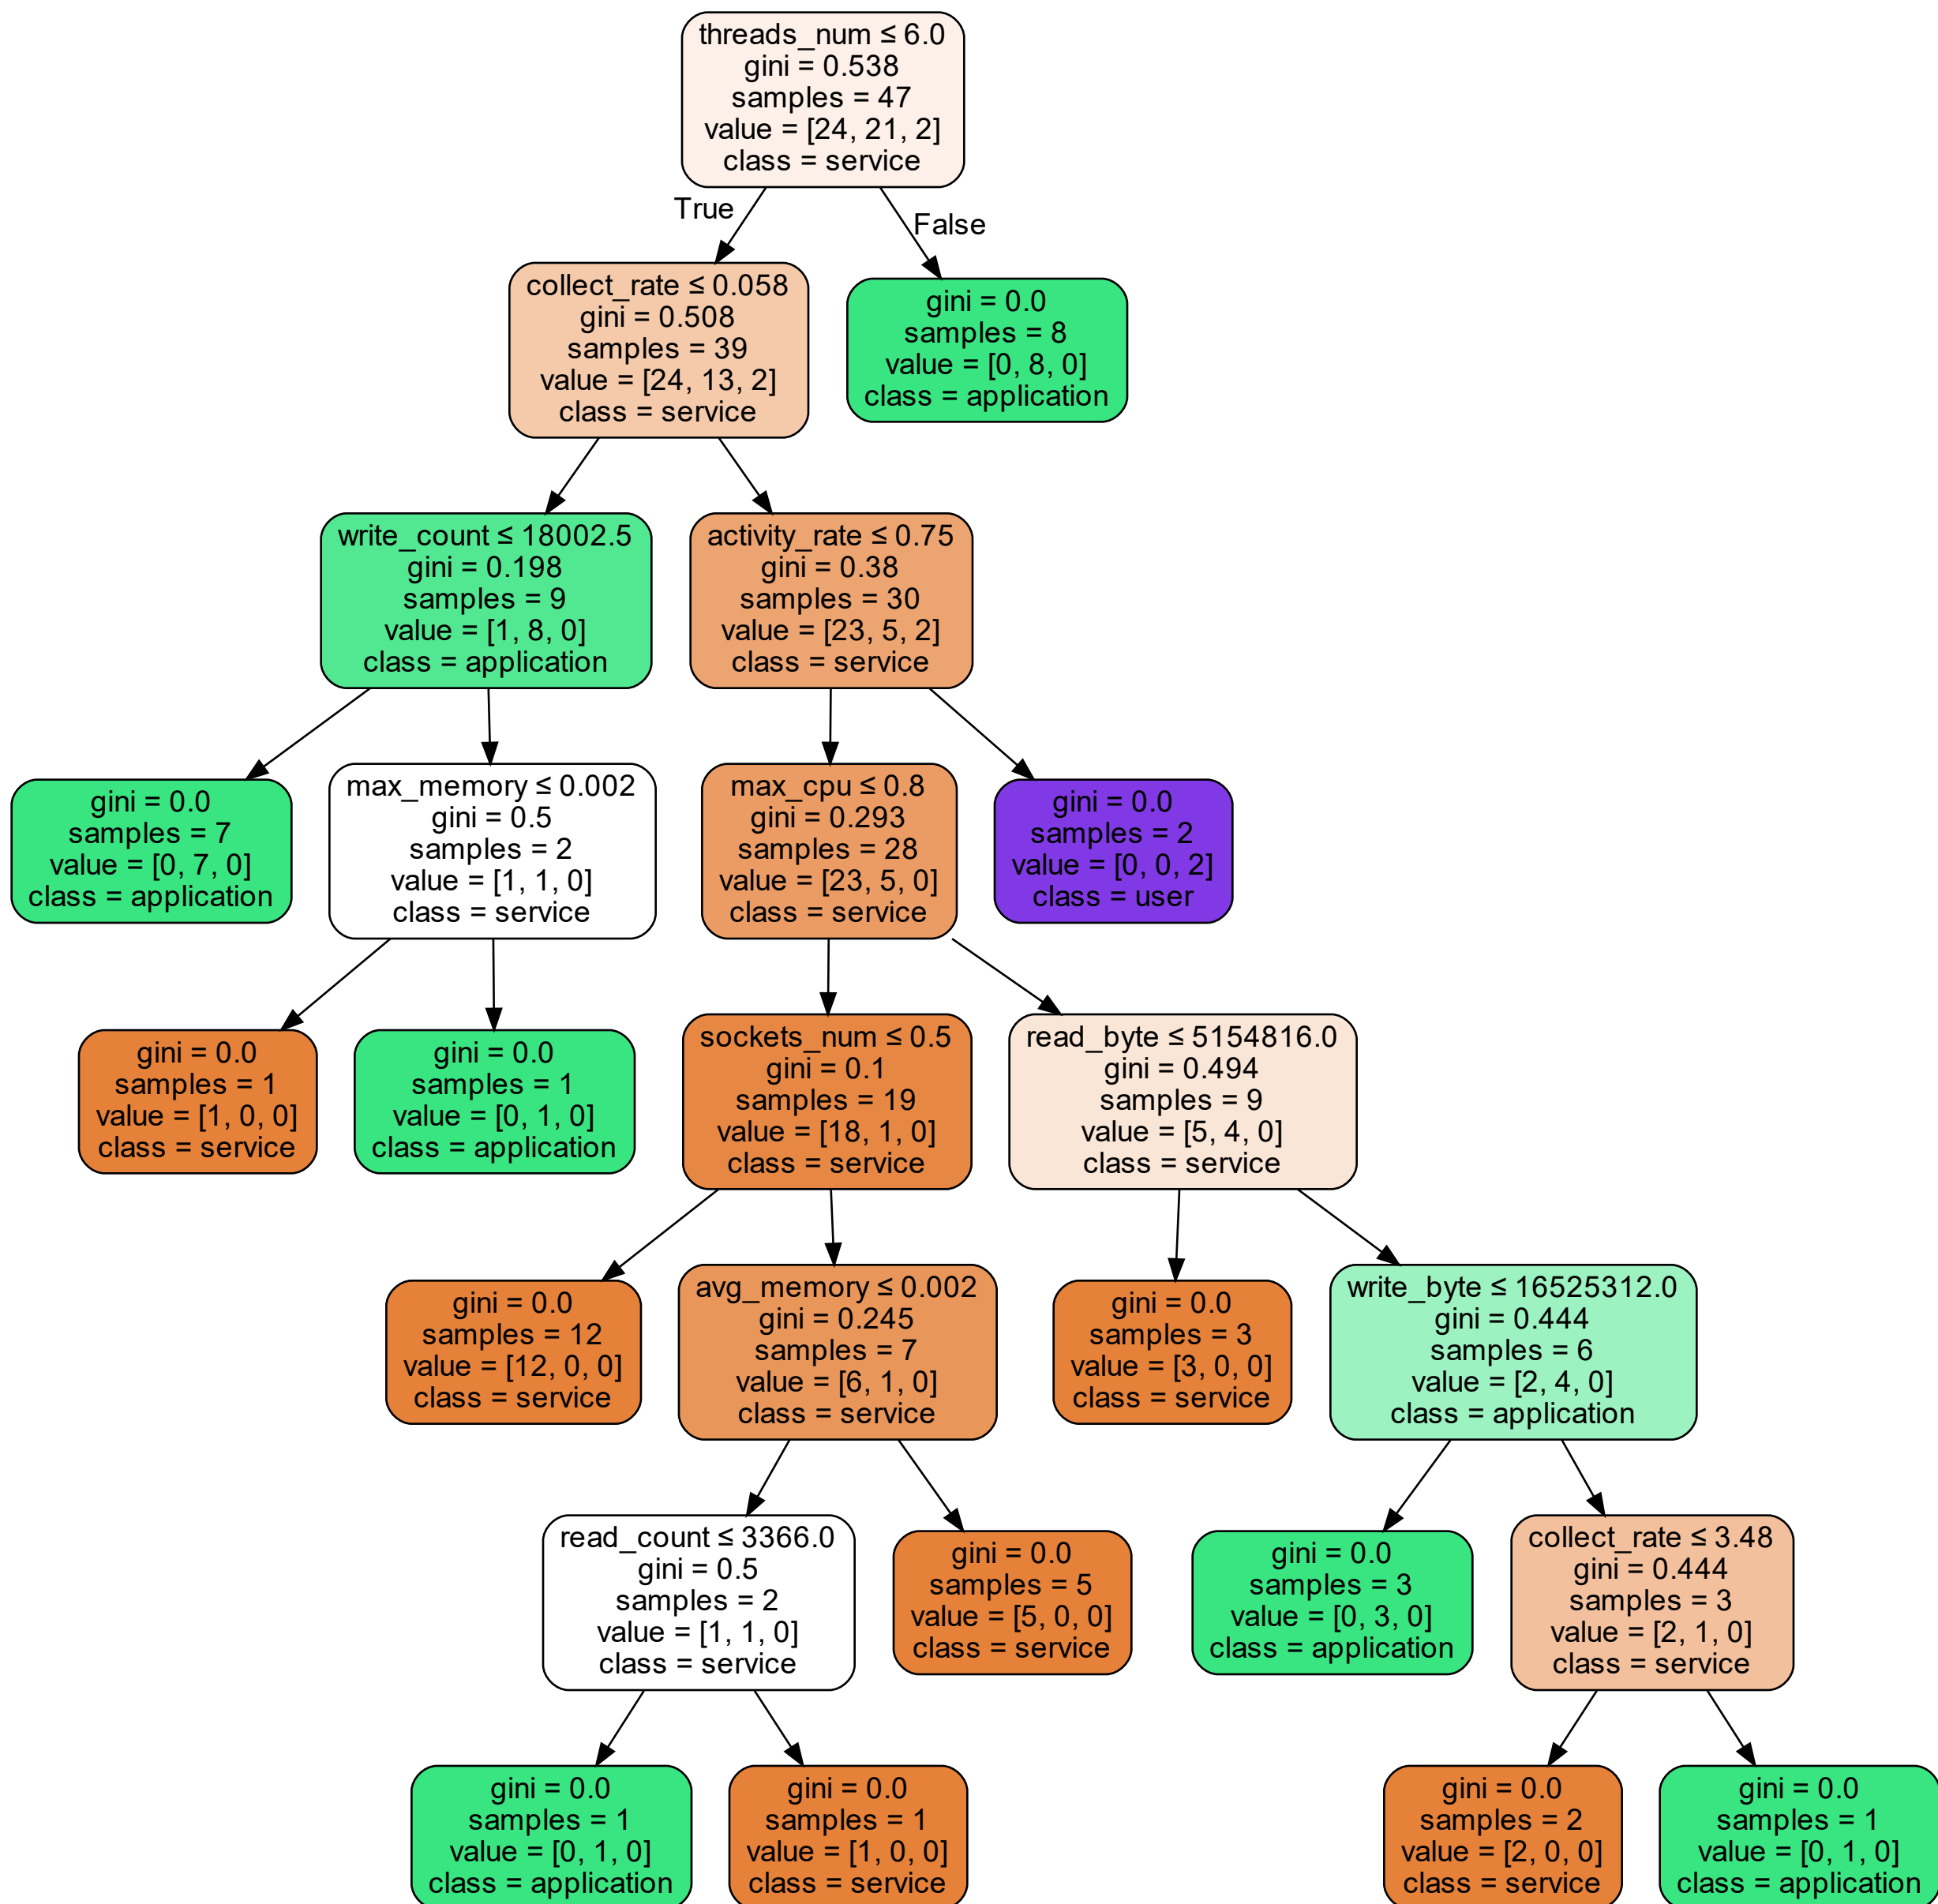 threads_num ≤ 6.0
gini = 0.538
samples = 47
value = [24, 21, 2]
class = service
True
False
collect_rate ≤ 0.058
gini = 0.508
samples = 39
value = [24, 13, 2]
class = service
gini = 0.0
samples = 8
value = [0, 8, 0]
class = application
write_count ≤ 18002.5
gini = 0.198
samples = 9
value = [1, 8, 0]
class = application
activity_rate ≤ 0.75
gini = 0.38
samples = 30
value = [23, 5, 2]
class = service
gini = 0.0
samples = 7
value = [0, 7, 0]
class = application
max_memory ≤ 0.002
gini = 0.5
samples = 2
value = [1, 1, 0]
class = service
max_cpu ≤ 0.8
gini = 0.293
samples = 28
value = [23, 5, 0]
class = service
gini = 0.0
samples = 2
value = [0, 0, 2]
class = user
gini = 0.0
samples = 1
value = [1, 0, 0]
class = service
gini = 0.0
samples = 1
value = [0, 1, 0]
class = application
sockets_num ≤ 0.5
gini = 0.1
samples = 19
value = [18, 1, 0]
class = service
read_byte ≤ 5154816.0
gini = 0.494
samples = 9
value = [5, 4, 0]
class = service
gini = 0.0
samples = 12
value = [12, 0, 0]
class = service
avg_memory ≤ 0.002
gini = 0.245
samples = 7
value = [6, 1, 0]
class = service
gini = 0.0
samples = 3
value = [3, 0, 0]
class = service
write_byte ≤ 16525312.0
gini = 0.444
samples = 6
value = [2, 4, 0]
class = application
read_count ≤ 3366.0
gini = 0.5
samples = 2
value = [1, 1, 0]
class = service
gini = 0.0
samples = 5
value = [5, 0, 0]
class = service
gini = 0.0
samples = 3
value = [0, 3, 0]
class = application
collect_rate ≤ 3.48
gini = 0.444
samples = 3
value = [2, 1, 0]
class = service
gini = 0.0
samples = 1
value = [0, 1, 0]
class = application
gini = 0.0
samples = 1
value = [1, 0, 0]
class = service
gini = 0.0
samples = 2
value = [2, 0, 0]
class = service
gini = 0.0
samples = 1
value = [0, 1, 0]
class = application